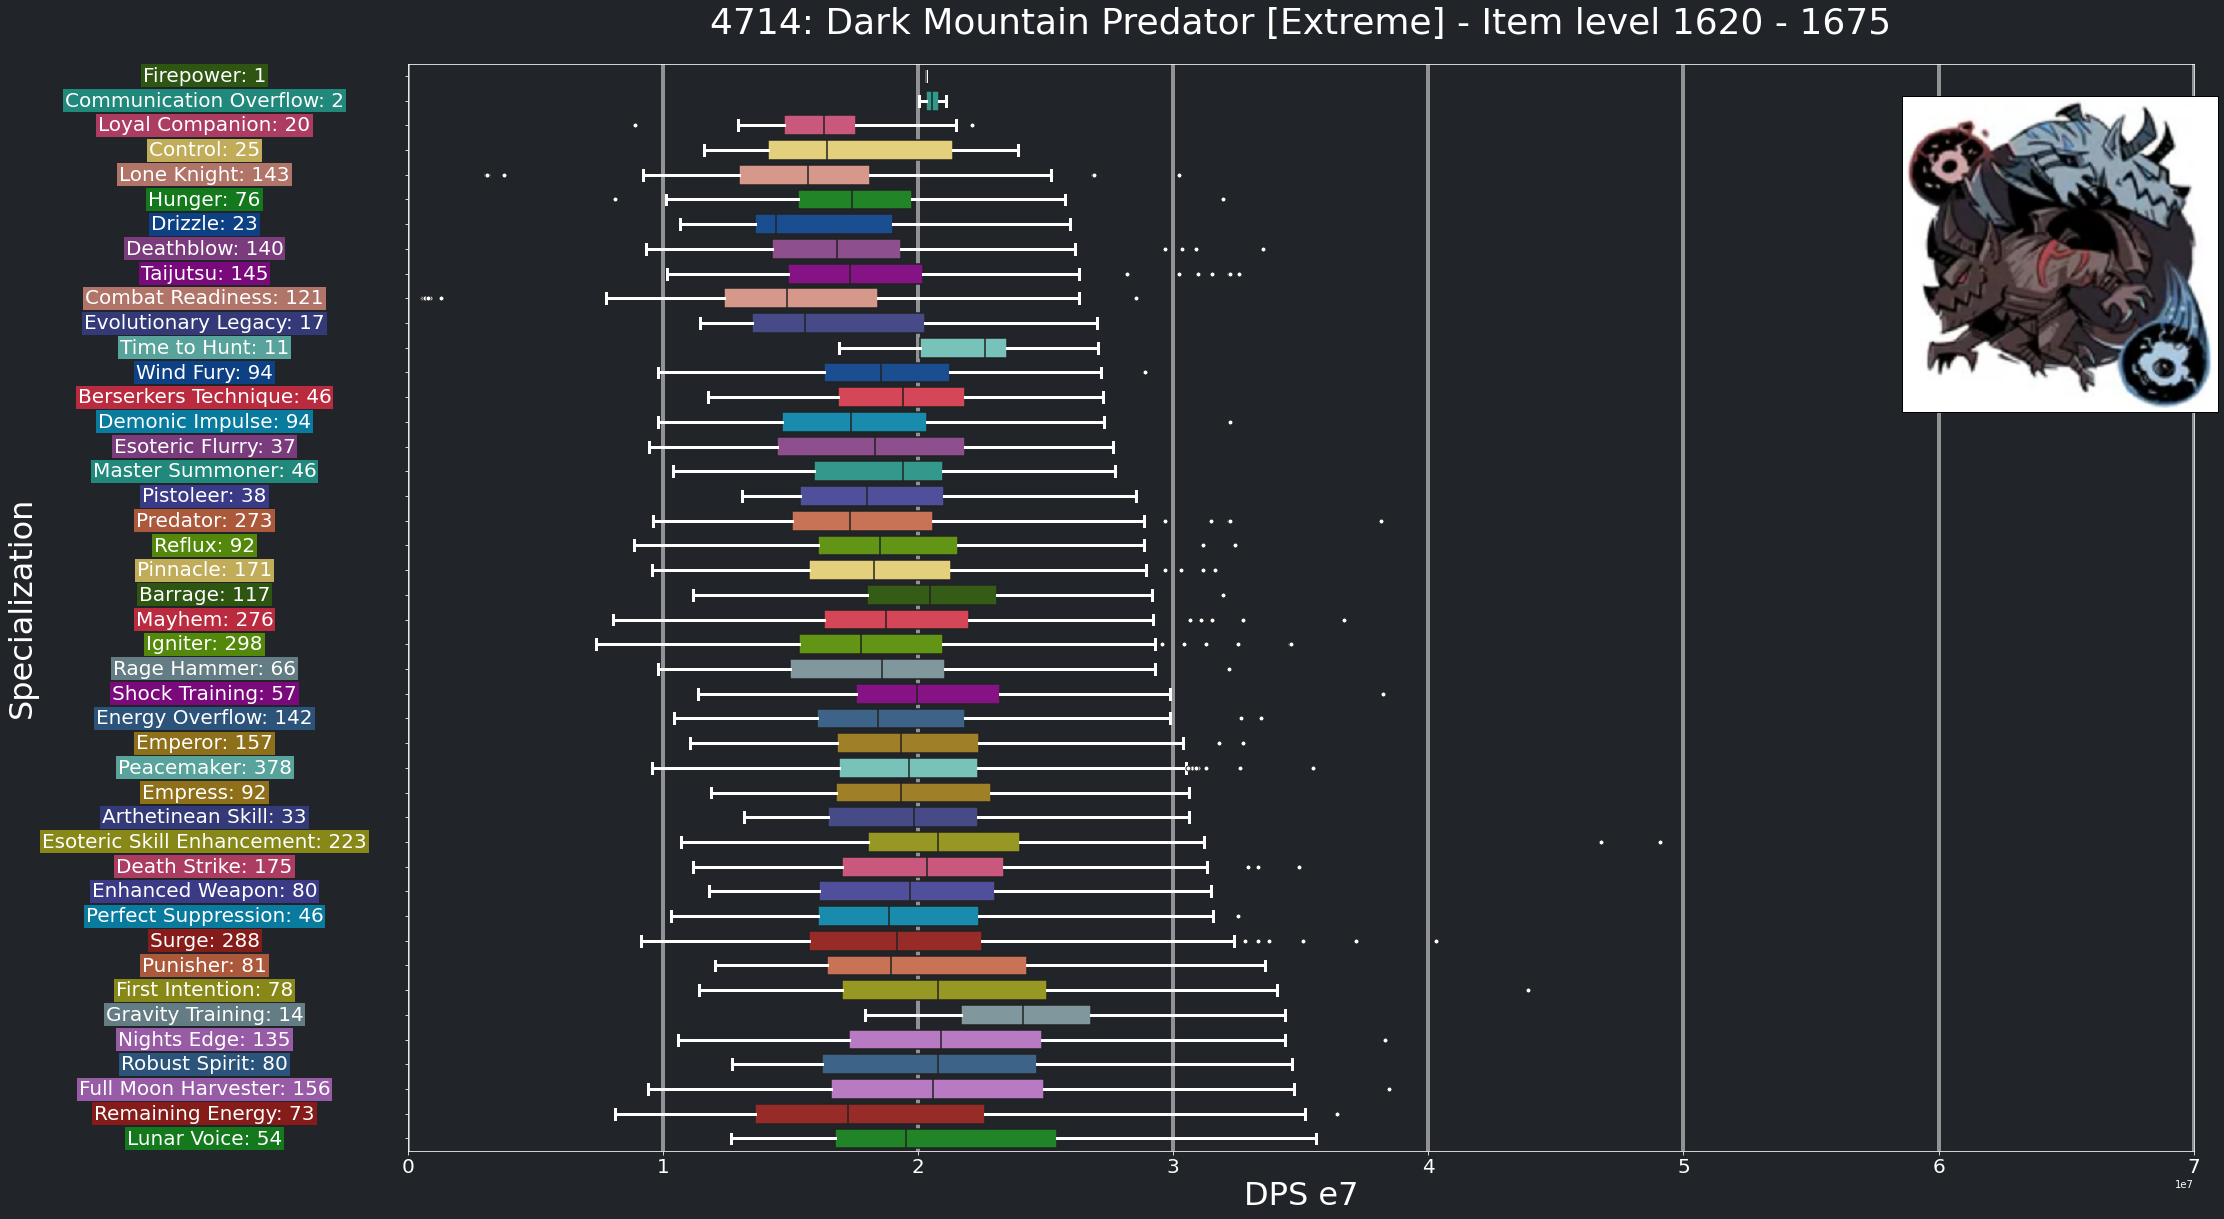 4714: Dark Mountain Predator [Extreme] - Item level 1620 - 1675
Specialization
Firepower: 1
Communication Overflow: 2
Loyal Companion: 20
Control: 25
Lone Knight: 143
Hunger: 76
Drizzle: 23
Deathblow: 140
Taijutsu: 145
Combat Readiness: 121
Evolutionary Legacy: 17
Time to Hunt: 11
Wind Fury: 94
Berserkers Technique: 46
Demonic Impulse: 94
Esoteric Flurry: 37
Master Summoner: 46
Pistoleer: 38
Predator: 273
Reflux: 92
Pinnacle: 171
Barrage: 117
Mayhem: 276
Igniter: 298
Rage Hammer: 66
Shock Training: 57
Energy Overflow: 142
Emperor: 157
Peacemaker: 378
Empress: 92
Arthetinean Skill: 33
Esoteric Skill Enhancement: 223
Death Strike: 175
Enhanced Weapon: 80
Perfect Suppression: 46
Surge: 288
Punisher: 81
First Intention: 78
Gravity Training: 14
Nights Edge: 135
Robust Spirit: 80
Full Moon Harvester: 156
Remaining Energy: 73
Lunar Voice: 54
0 1 2 3 4 5 6 7
1e7
DPS e7